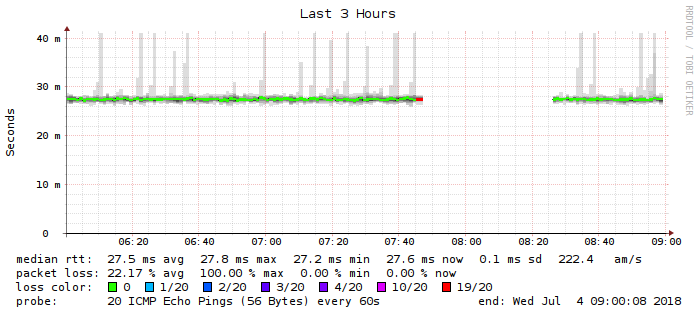 Last 3 Hours
RRDTOOL / TOBI OETIKER
Seconds
40 m
30 m
20 m
10 m
0
06:20 06:40 07:00 07:20 07:40 08:00 08:20 08:40 09:00
median rtt: 27.5 ms avg 27.8 ms max 27.2 ms min 27.6 ms now 0.1 ms sd 222.4 am/s
packet loss: 22.17 % avg 100.00 % max 0.00 % min 0.00 % now
loss color: 0 1/20 2/20 3/20 4/20 10/20 19/20
probe: 20 ICMP Echo Pings (56 Bytes) every 60s end: Wed Jul 4 09:00:08 2018